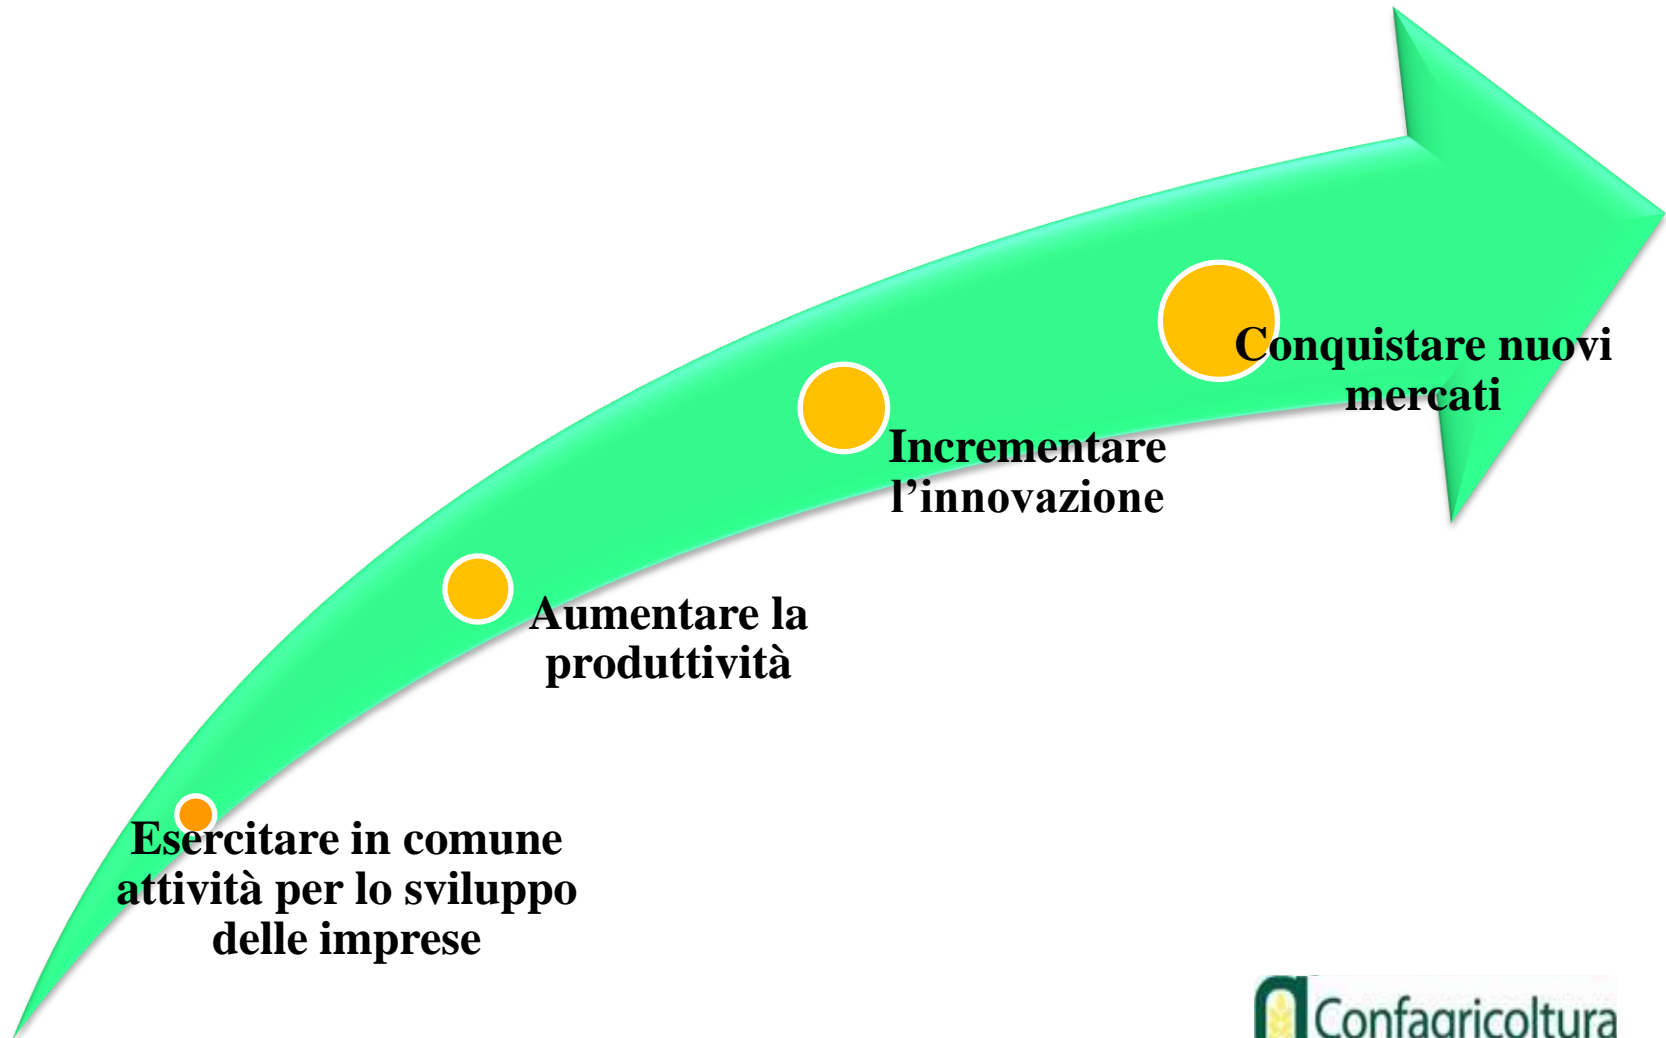 Conquistare nuovi
mercati
Incrementare
l’innovazione
Aumentare la
produttività
Esercitare in comune
attività per lo sviluppo
delle imprese
Confagricoltura